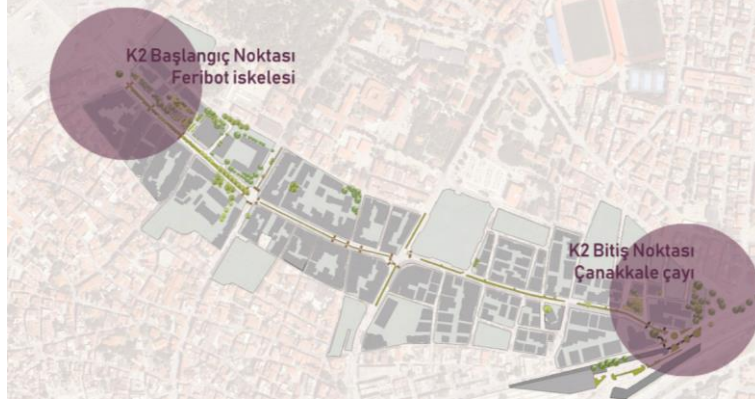 K2 Başlangıç Noktası
Feribot iskelesi
K2 Bitiş Noktası
Çanakkale çayı